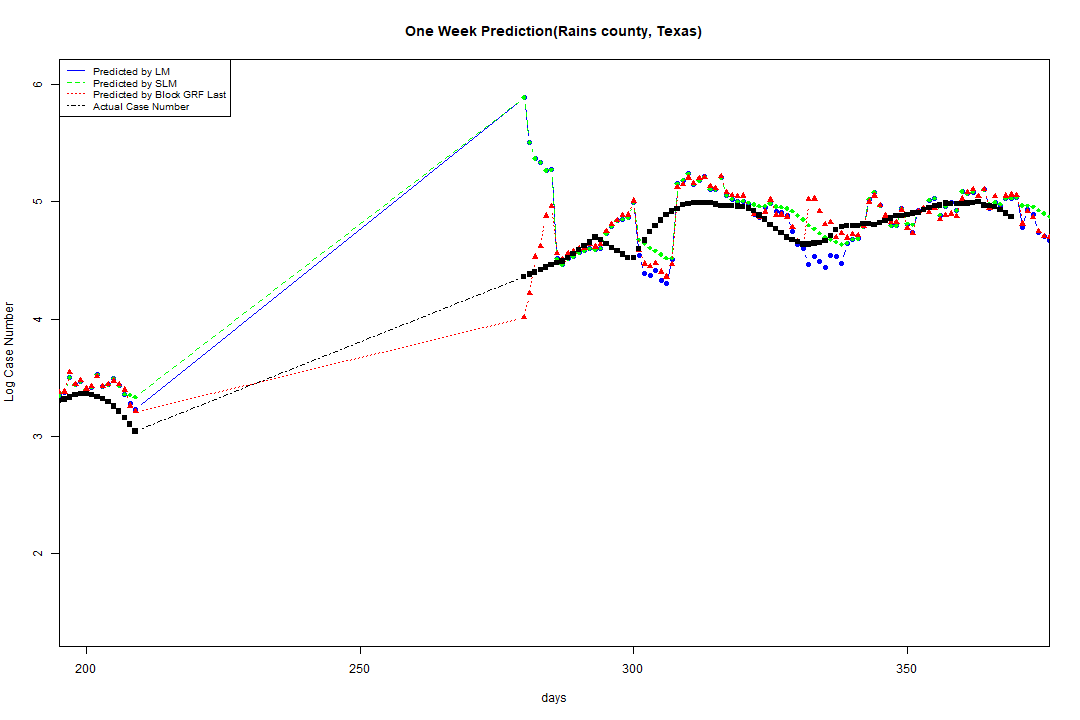 One Week Prediction(Rains county, Texas)
Predicted by LM
Predicted by SLM
Predicted by Block GRF Last
Actual Case Number
6
5
4
3
2
Log Case Number
200
250
300
350
days